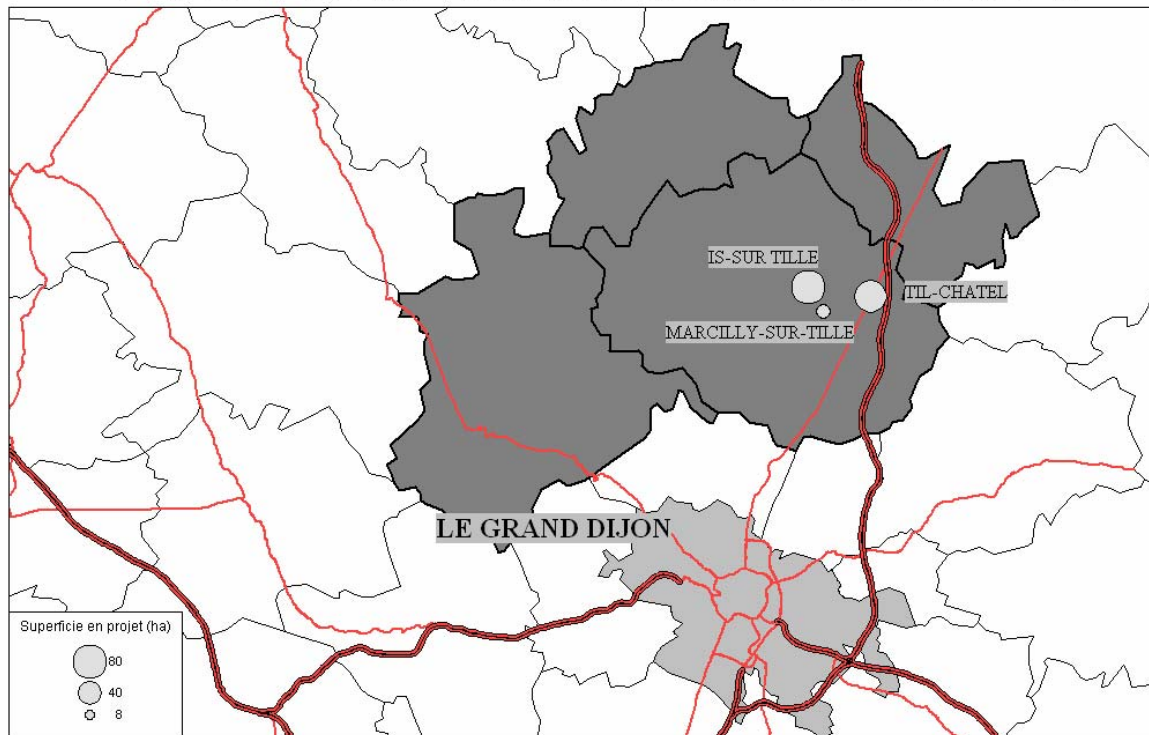 IS-SUR TILLE
TIL-CHATEL
MARCILLY-SUR-TILLE
LE GRAND DIJON
Superficie en projet (ha)
80
40
8